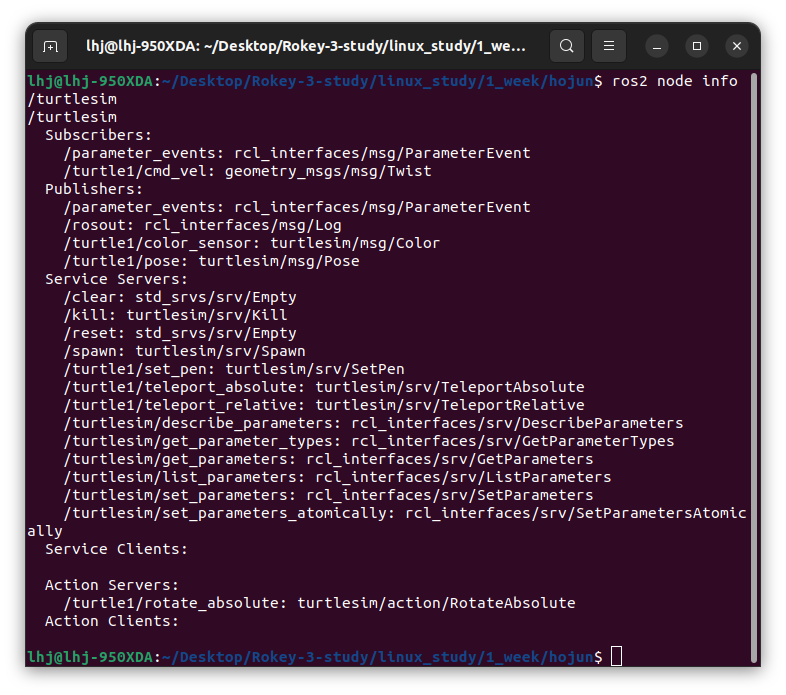 lhj@lhj-950XDA: ~/Desktop/Rokey-3-study/linux_study/1_we...
lhj@lhj-950XDA:~/Desktop/Rokey-3-study/linux_study/1_week/hojun$ ros2 node info
/turtlesim
/turtlesim
  Subscribers:
    /parameter_events: rcl_interfaces/msg/ParameterEvent
    /turtle1/cmd_vel: geometry_msgs/msg/Twist
  Publishers:
    /parameter_events: rcl_interfaces/msg/ParameterEvent
    /rosout: rcl_interfaces/msg/Log
    /turtle1/color_sensor: turtlesim/msg/Color
    /turtle1/pose: turtlesim/msg/Pose
  Service Servers:
    /clear: std_srvs/srv/Empty
    /kill: turtlesim/srv/Kill
    /reset: std_srvs/srv/Empty
    /spawn: turtlesim/srv/Spawn
    /turtle1/set_pen: turtlesim/srv/SetPen
    /turtle1/teleport_absolute: turtlesim/srv/TeleportAbsolute
    /turtle1/teleport_relative: turtlesim/srv/TeleportRelative
    /turtlesim/describe_parameters: rcl_interfaces/srv/DescribeParameters
    /turtlesim/get_parameter_types: rcl_interfaces/srv/GetParameterTypes
    /turtlesim/get_parameters: rcl_interfaces/srv/GetParameters
    /turtlesim/list_parameters: rcl_interfaces/srv/ListParameters
    /turtlesim/set_parameters: rcl_interfaces/srv/SetParameters
    /turtlesim/set_parameters_atomically: rcl_interfaces/srv/SetParametersAtomic
ally
  Service Clients:

  Action Servers:
    /turtle1/rotate_absolute: turtlesim/action/RotateAbsolute
  Action Clients:

lhj@lhj-950XDA:~/Desktop/Rokey-3-study/linux_study/1_week/hojun$